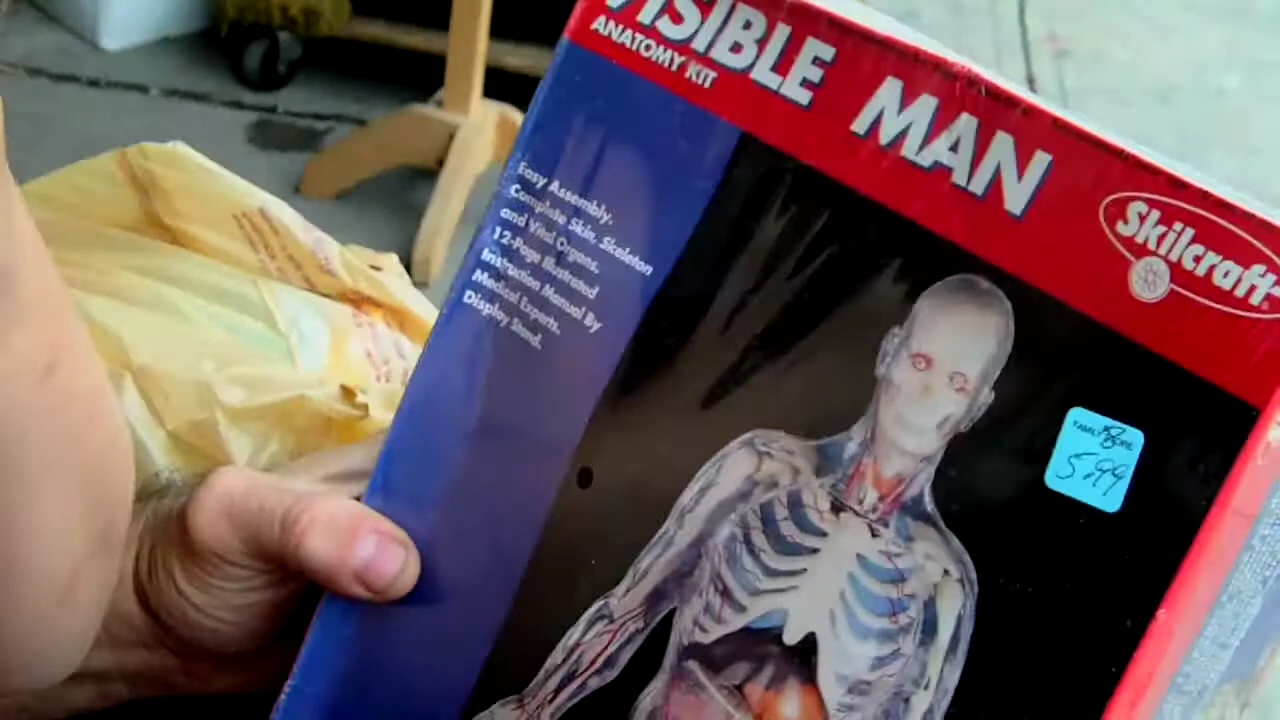 VISIBLE MAN
ANATOMY KIT
Skilcraft
Easy Assembly.
Complete Skin, Skeleton
and Vital Organs.
12-Page Illustrated
Instruction Manual By
Medical Experts.
Display Stand.
5.99